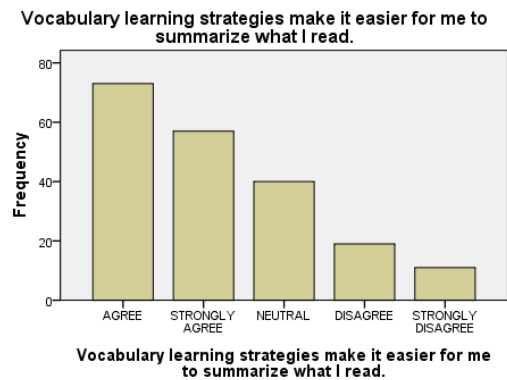 Vocabulary learning strategies make it easier for me to
summarize what I read.
80
60
40
20
0
Frequency
AGREE
STRONGLY
AGREE
NEUTRAL
DISAGREE
STRONGLY
DISAGREE
Vocabulary learning strategies make it easier for me
to summarize what I read.